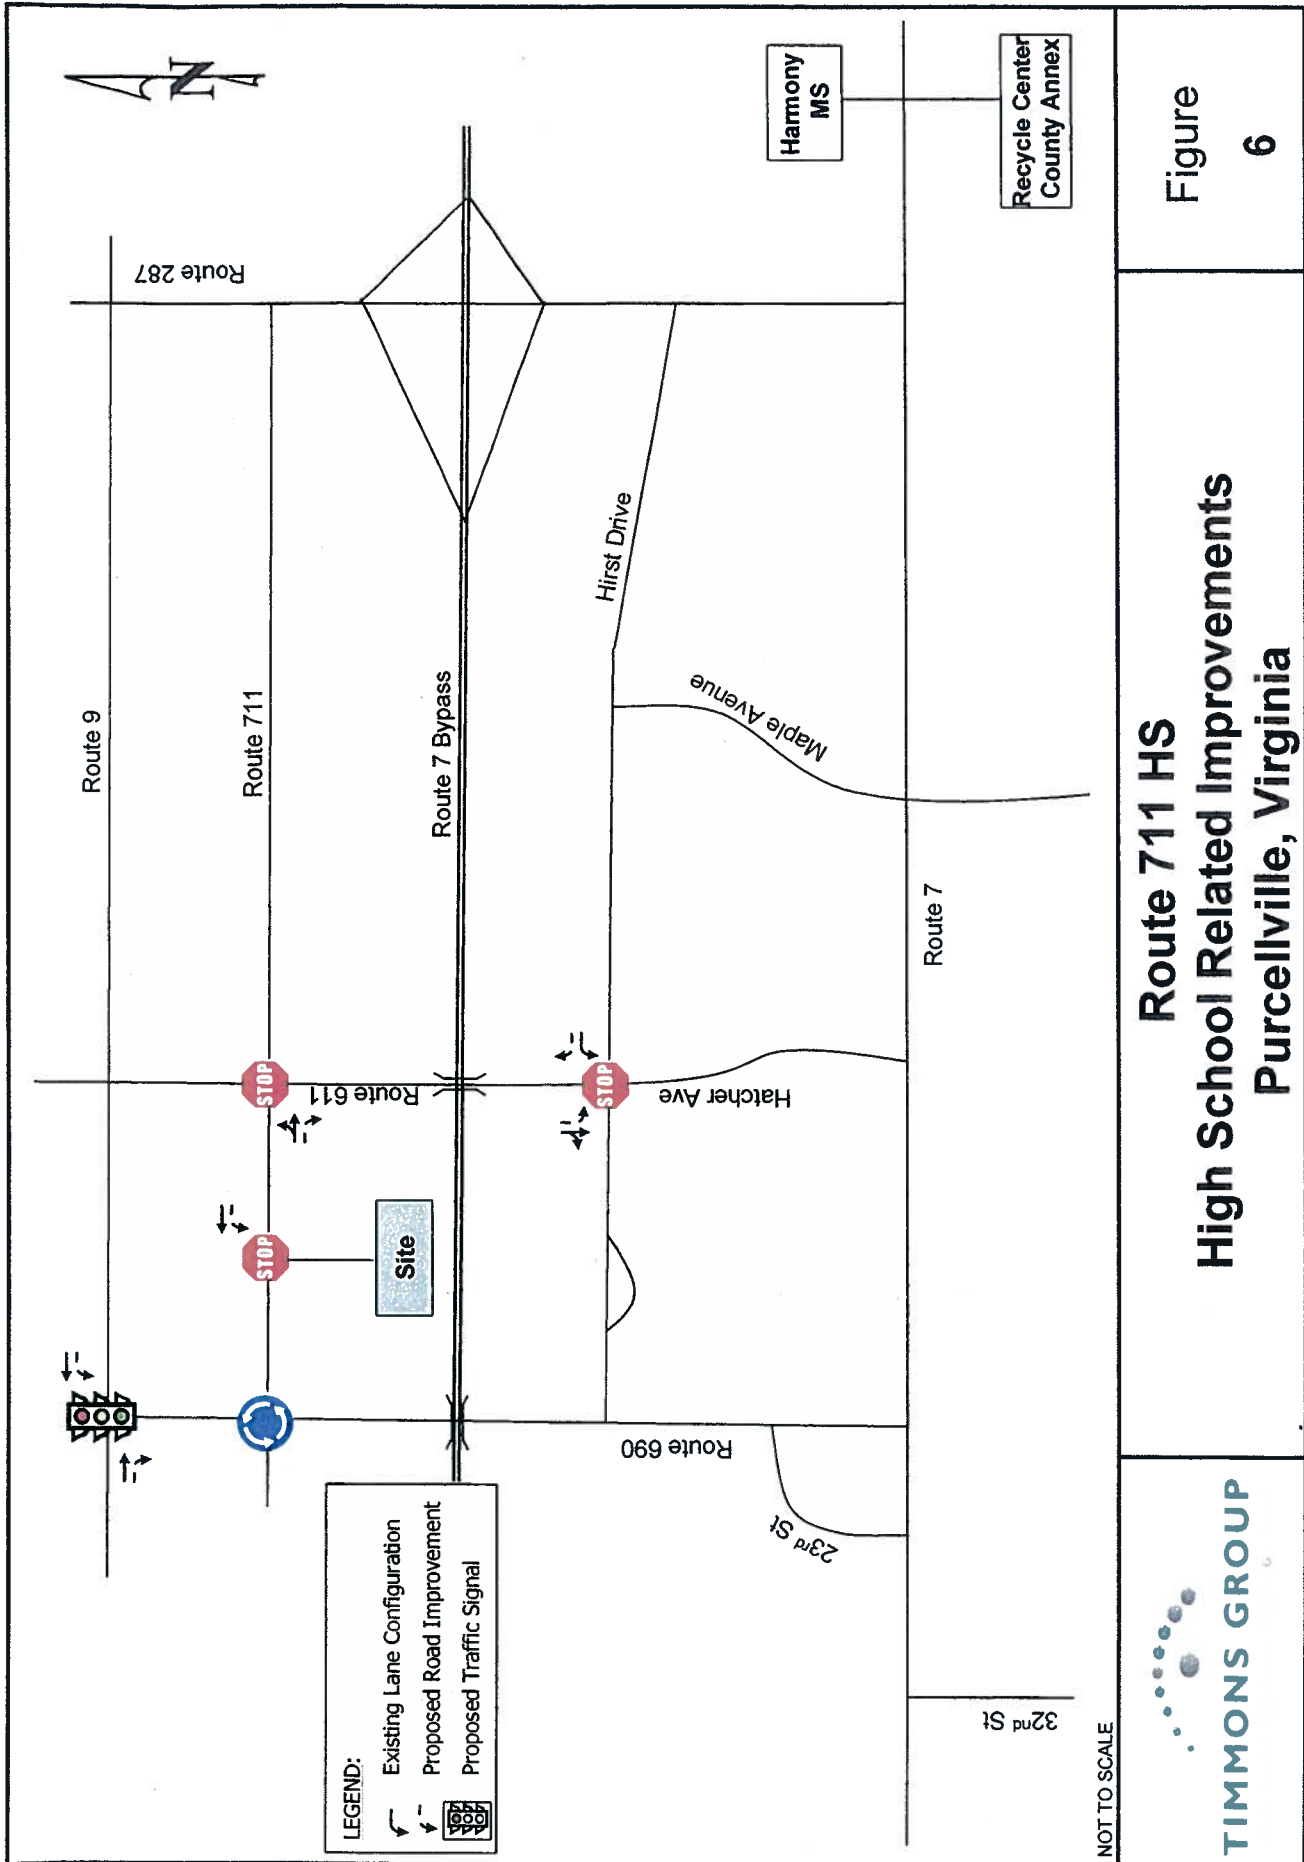 N
Route 9
Route 287
Route 711
Route 7 Bypass
Route 611
STOP
STOP
STOP
Site
Hirst Drive
Maple Avenue
Hatcher Ave
Route 690
23rd St
Route 7
32nd St
Harmony
MS
Recycle Center
County Annex
LEGEND:
Existing Lane Configuration
Proposed Road Improvement
Proposed Traffic Signal
NOT TO SCALE
TIMMONS GROUP
Route 711 HS
High School Related Improvements
Purcellville, Virginia
Figure
6